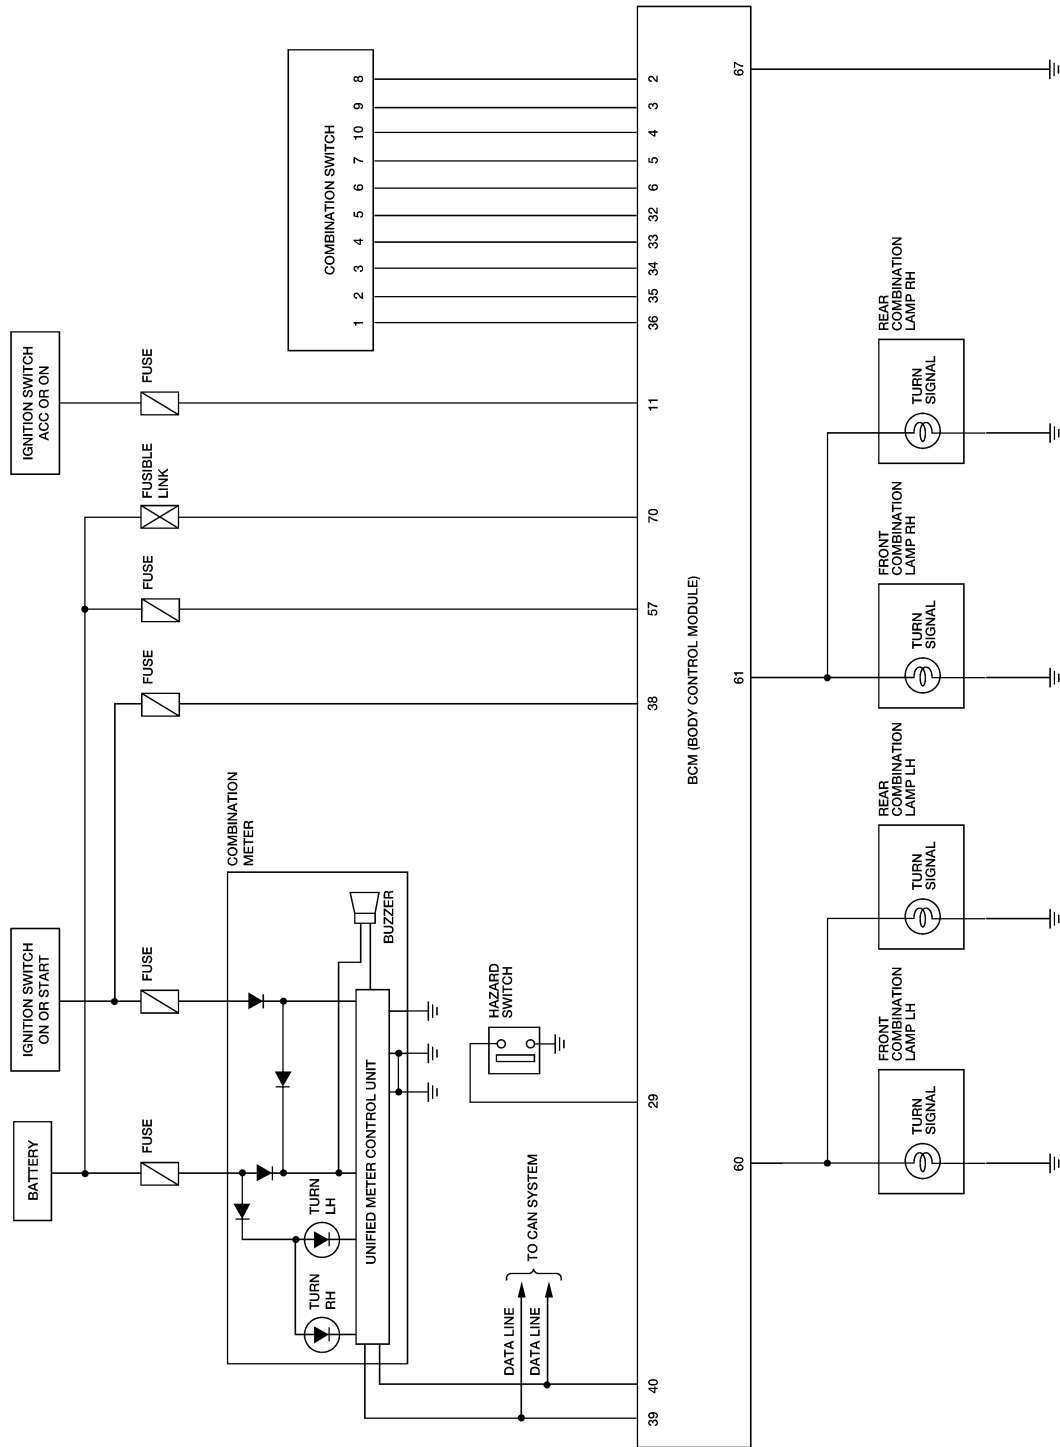 BATTERY
IGNITION SWITCH
ON OR START
IGNITION SWITCH
ACC OR ON
FUSE
FUSE
FUSE
FUSE
FUSIBLE
LINK
FUSE
COMBINATION
METER
TURN
RH
TURN
LH
UNIFIED METER CONTROL UNIT
BUZZER
COMBINATION SWITCH
1
2
3
4
5
6
7
10
9
8
DATA LINE
DATA LINE
TO CAN SYSTEM
HAZARD
SWITCH
39
40
29
38
57
70
11
36
35
34
33
32
6
5
4
3
2
BCM (BODY CONTROL MODULE)
60
61
67
FRONT
COMBINATION
LAMP LH
TURN
SIGNAL
REAR
COMBINATION
LAMP LH
TURN
SIGNAL
FRONT
COMBINATION
LAMP RH
TURN
SIGNAL
REAR
COMBINATION
LAMP RH
TURN
SIGNAL